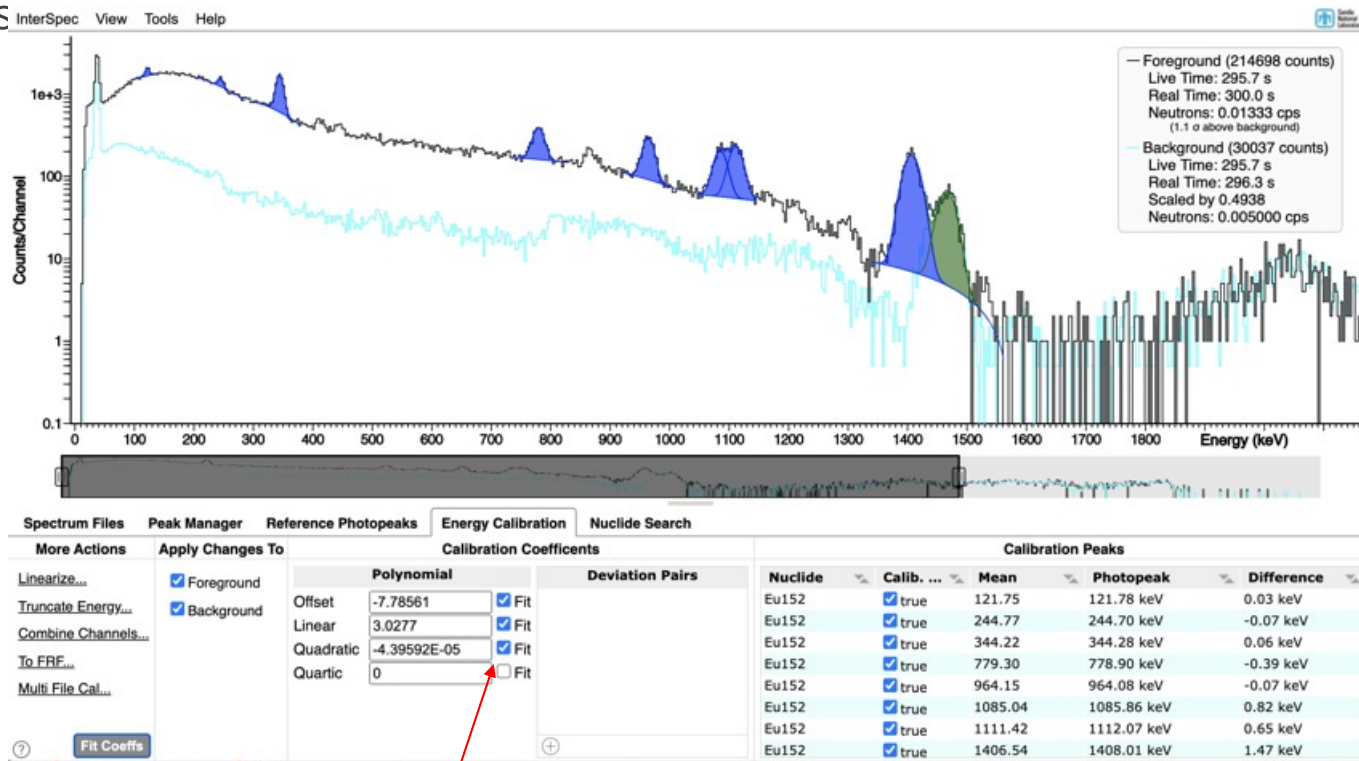 S
InterSpec View Tools Help
Sandia National Laboratories
Foreground (214698 counts)
Live Time: 295.7 s
Real Time: 300.0 s
Neutrons: 0.01333 cps
(1.1 σ above background)
Background (30037 counts)
Live Time: 295.7 s
Real Time: 296.3 s
Scaled by 0.4938
Neutrons: 0.005000 cps
Counts/Channel
1e+3
100
10
1
0.1
0 100 200 300 400 500 600 700 800 900 1000 1100 1200 1300 1400 1500 1600 1700 1800 Energy (keV)
Spectrum Files Peak Manager Reference Photopeaks Energy Calibration Nuclide Search
More Actions Apply Changes To Calibration Coefficents Calibration Peaks
Linearize...
Truncate Energy...
Combine Channels...
To FRF...
Multi File Cal...
Fit Coeffs
Foreground
Background
Polynomial
Offset -7.78561 Fit
Linear 3.0277 Fit
Quadratic -4.39592E-05 Fit
Quartic 0 Fit
Deviation Pairs
Nuclide Calib. ... Mean Photopeak Difference
Eu152 true 121.75 121.78 keV 0.03 keV
Eu152 true 244.77 244.70 keV -0.07 keV
Eu152 true 344.22 344.28 keV 0.06 keV
Eu152 true 779.30 778.90 keV -0.39 keV
Eu152 true 964.15 964.08 keV -0.07 keV
Eu152 true 1085.04 1085.86 keV 0.82 keV
Eu152 true 1111.42 1112.07 keV 0.65 keV
Eu152 true 1406.54 1408.01 keV 1.47 keV